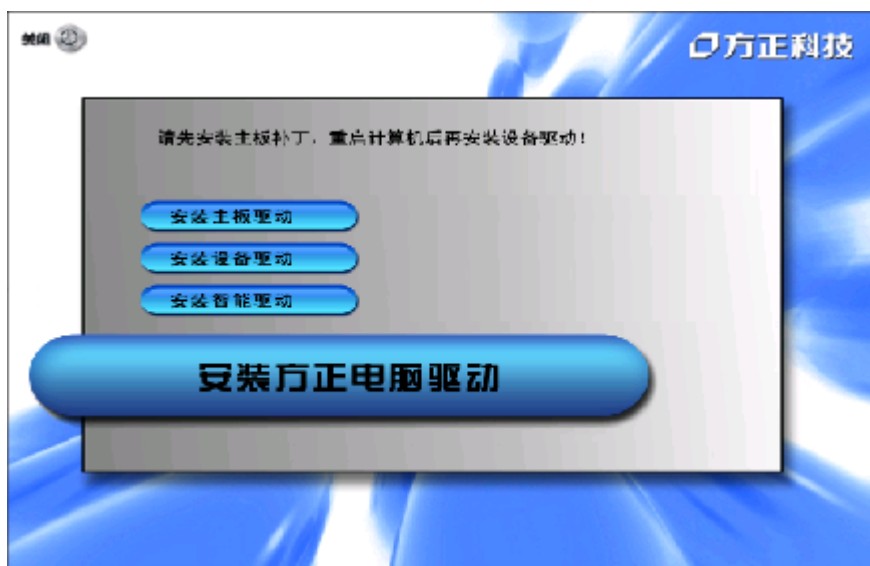 关闭
方正科技
请先安装主板补丁，重启计算机后再安装设备驱动！
安装主板驱动
安装设备驱动
安装智能驱动
安装方正电脑驱动